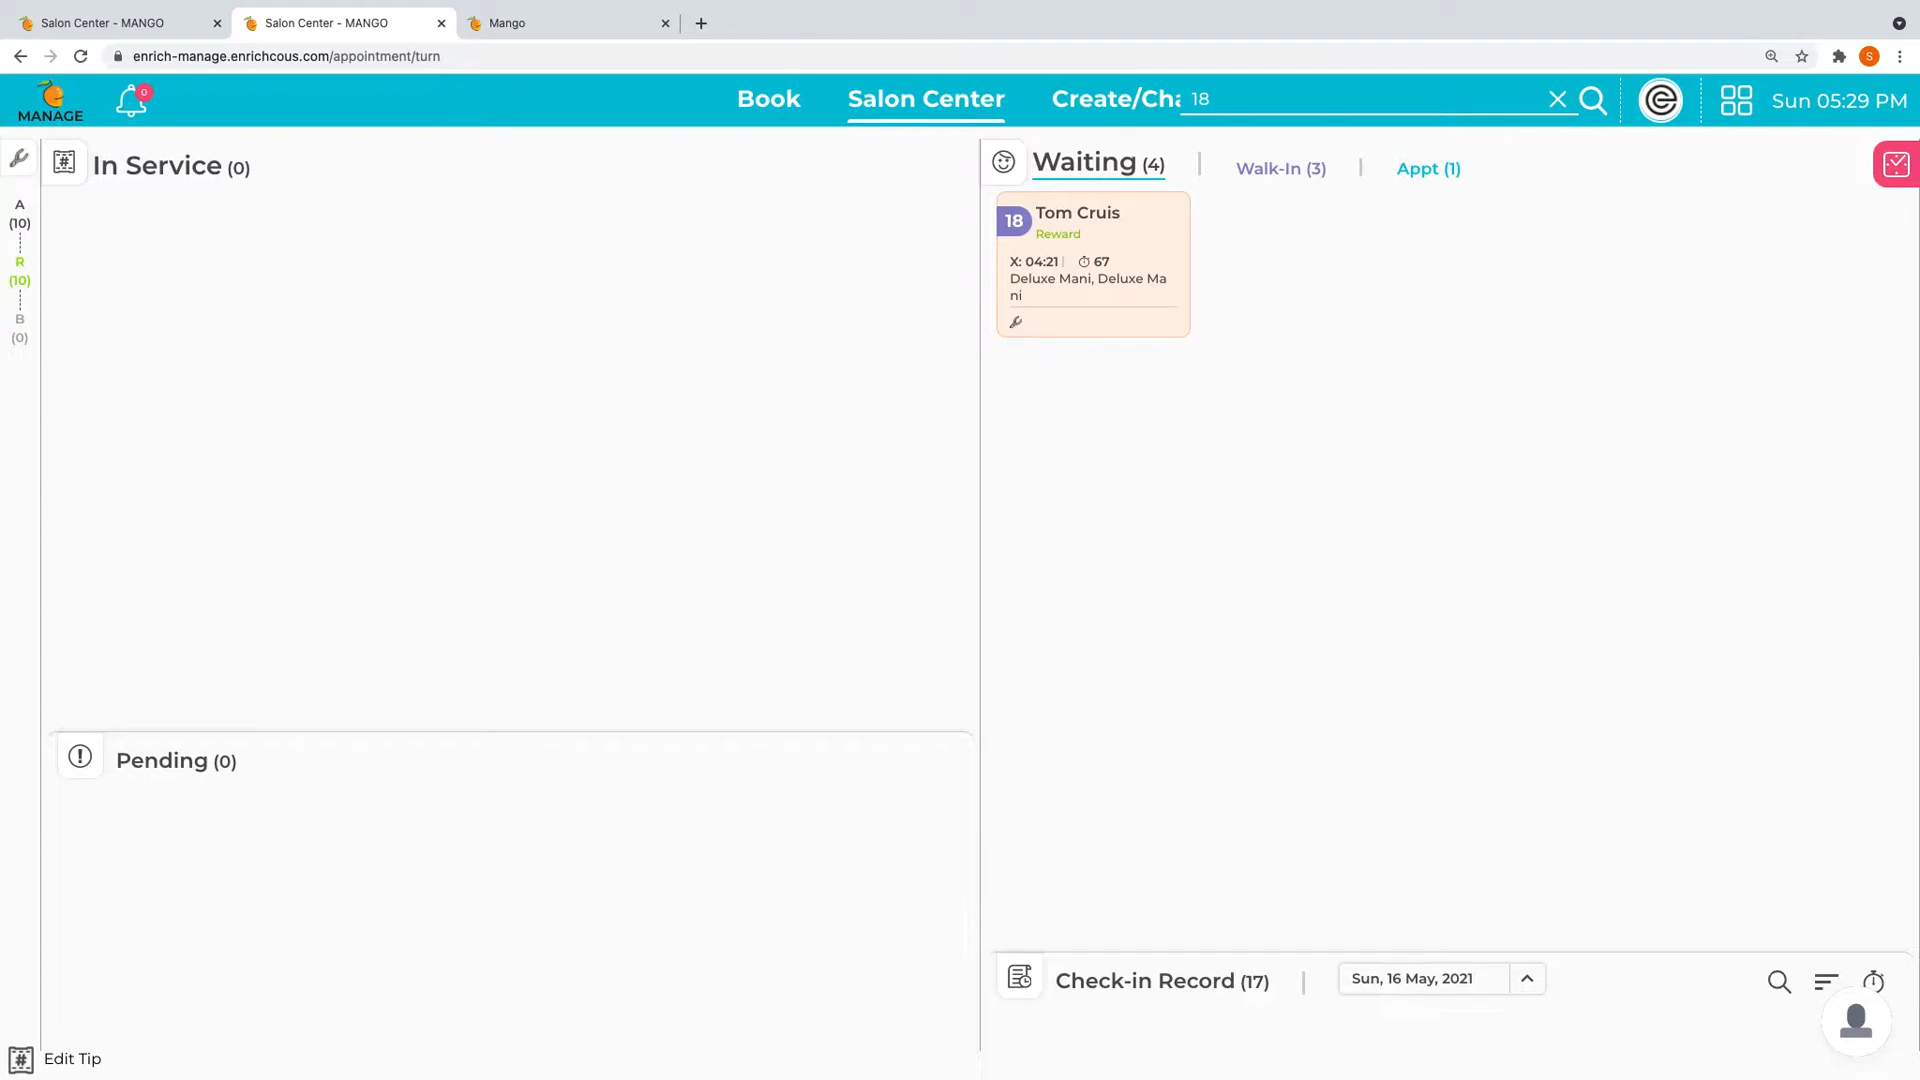 Salon Center - MANGO
Salon Center - MANGO
Mango
enrich-manage.enrichcous.com/appointment/turn
S
MANAGE
0
Book
Salon Center
Create/Cha
18
Sun 05:29 PM
In Service (0)
A
(10)
R
(10)
B
(0)
Waiting (4)
Walk-In (3)
Appt (1)
18
Tom Cruis
Reward
X: 04:21
67
Deluxe Mani, Deluxe Ma
ni
Pending (0)
Check-in Record (17)
Sun, 16 May, 2021
# Edit Tip